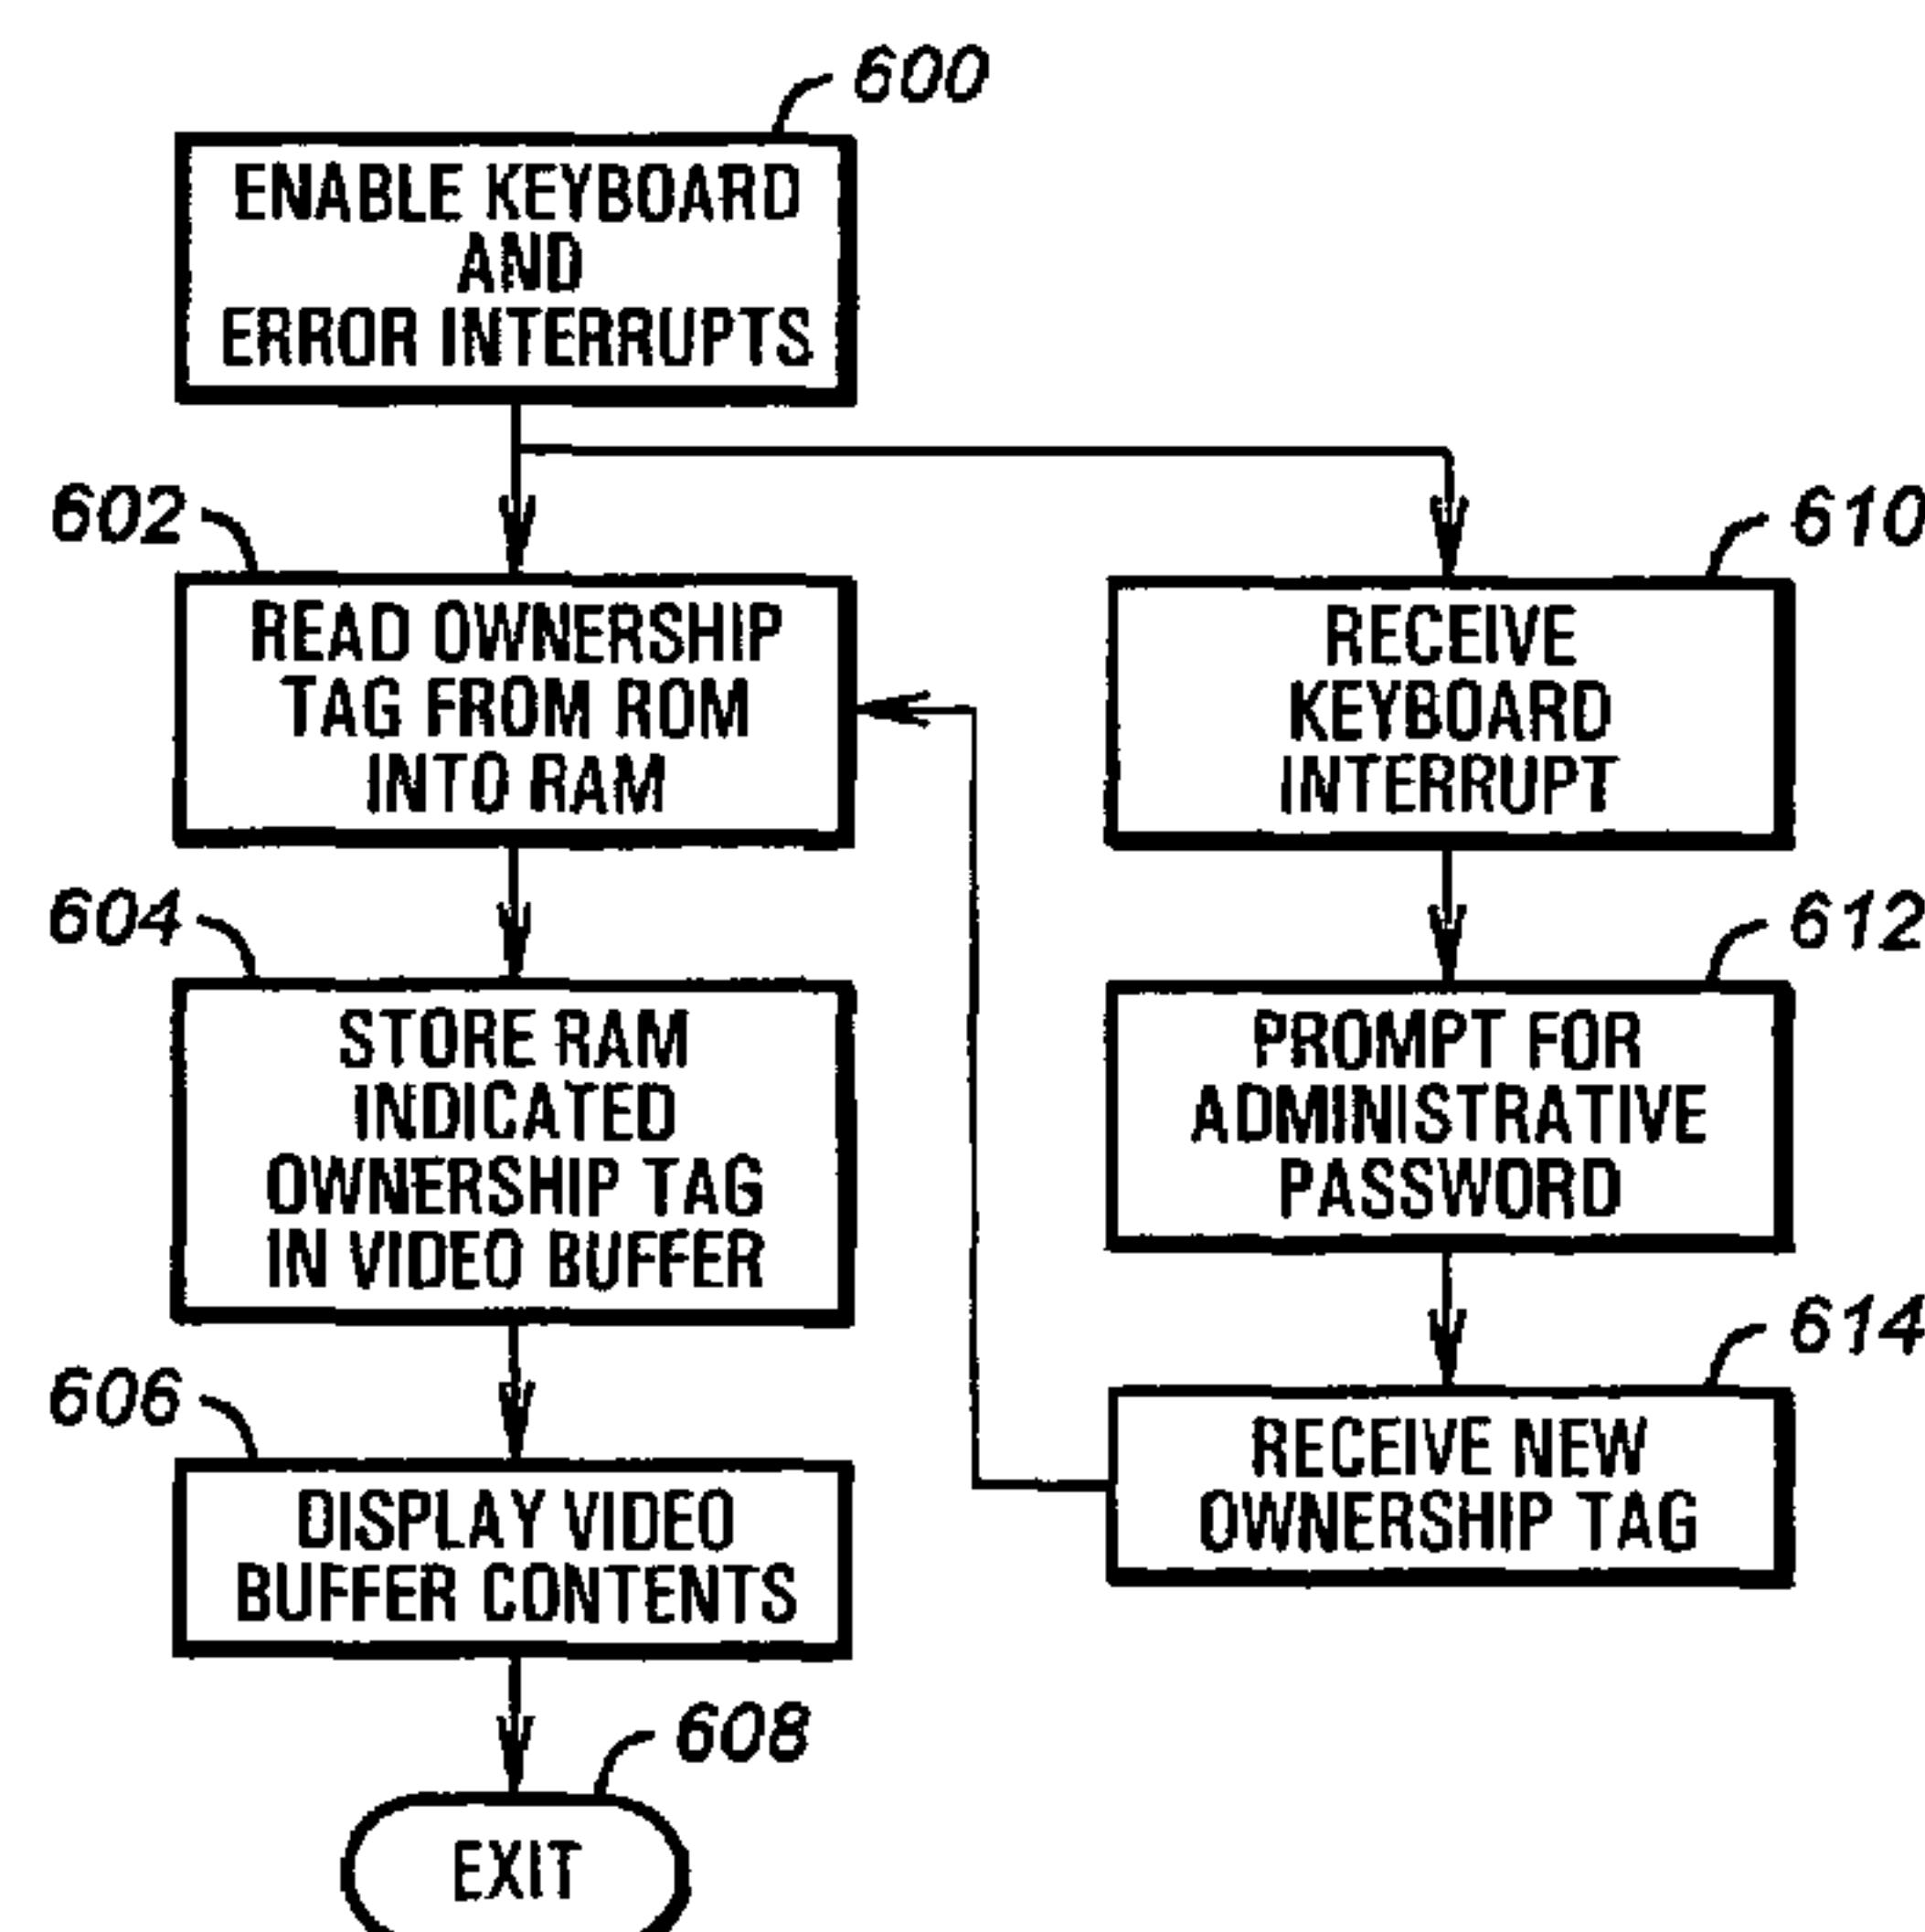 600
ENABLE KEYBOARD
AND
ERROR INTERRUPTS
602
READ OWNERSHIP
TAG FROM ROM
INTO RAM
604
STORE RAM
INDICATED
OWNERSHIP TAG
IN VIDEO BUFFER
606
DISPLAY VIDEO
BUFFER CONTENTS
608
EXIT
610
RECEIVE
KEYBOARD
INTERRUPT
612
PROMPT FOR
ADMINISTRATIVE
PASSWORD
614
RECEIVE NEW
OWNERSHIP TAG